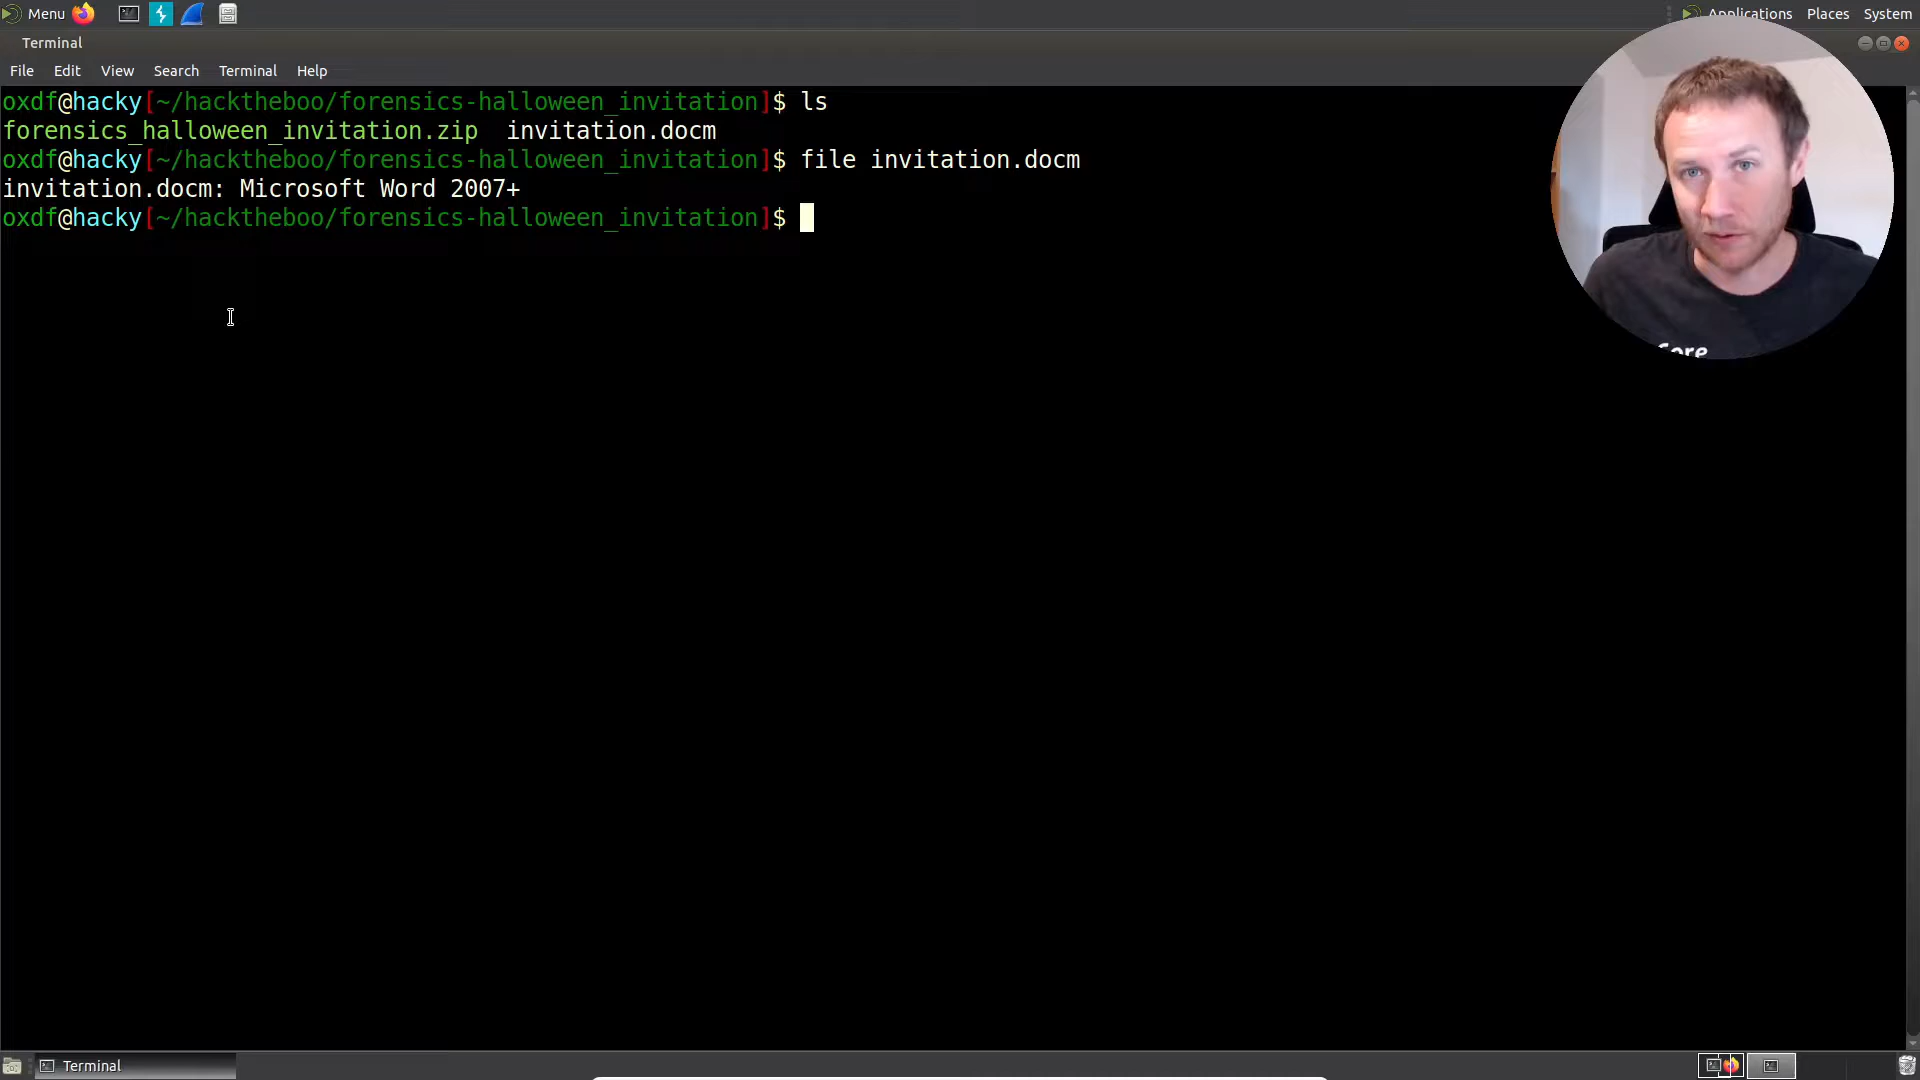 Menu
Applications Places System
Terminal
File Edit View Search Terminal Help
oxdf@hacky[~/hacktheboo/forensics-halloween_invitation]$ ls
forensics_halloween_invitation.zip  invitation.docm
oxdf@hacky[~/hacktheboo/forensics-halloween_invitation]$ file invitation.docm
invitation.docm: Microsoft Word 2007+
oxdf@hacky[~/hacktheboo/forensics-halloween_invitation]$
Core
Terminal